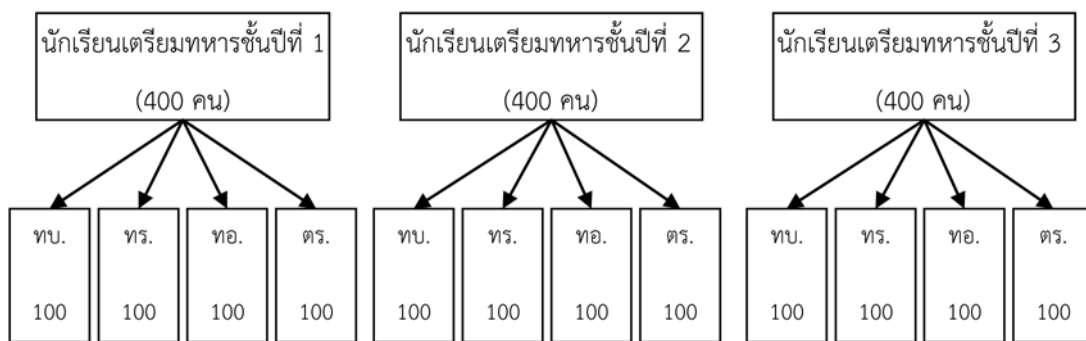 นักเรียนเตรียมทหารชั้นปีที่ 1
(400 คน)
นักเรียนเตรียมทหารชั้นปีที่ 2
(400 คน)
นักเรียนเตรียมทหารชั้นปีที่ 3
(400 คน)
ทบ.
100
ทร.
100
ทอ.
100
ตร.
100
ทบ.
100
ทร.
100
ทอ.
100
ตร.
100
ทบ.
100
ทร.
100
ทอ.
100
ตร.
100